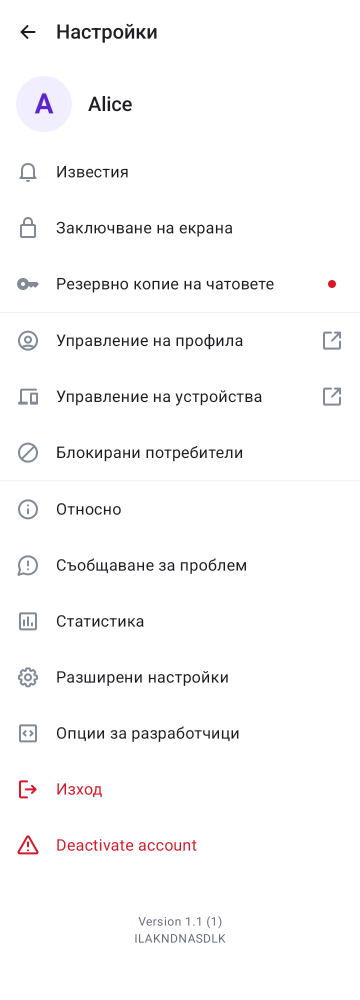 Настройки
A
Alice
Известия
Заключване на екрана
Резервно копие на чатовете
Управление на профила
Управление на устройства
Блокирани потребители
Относно
Съобщаване за проблем
Статистика
Разширени настройки
Опции за разработчици
Изход
Deactivate account
Version 1.1 (1)
ILAKNDNASDLK